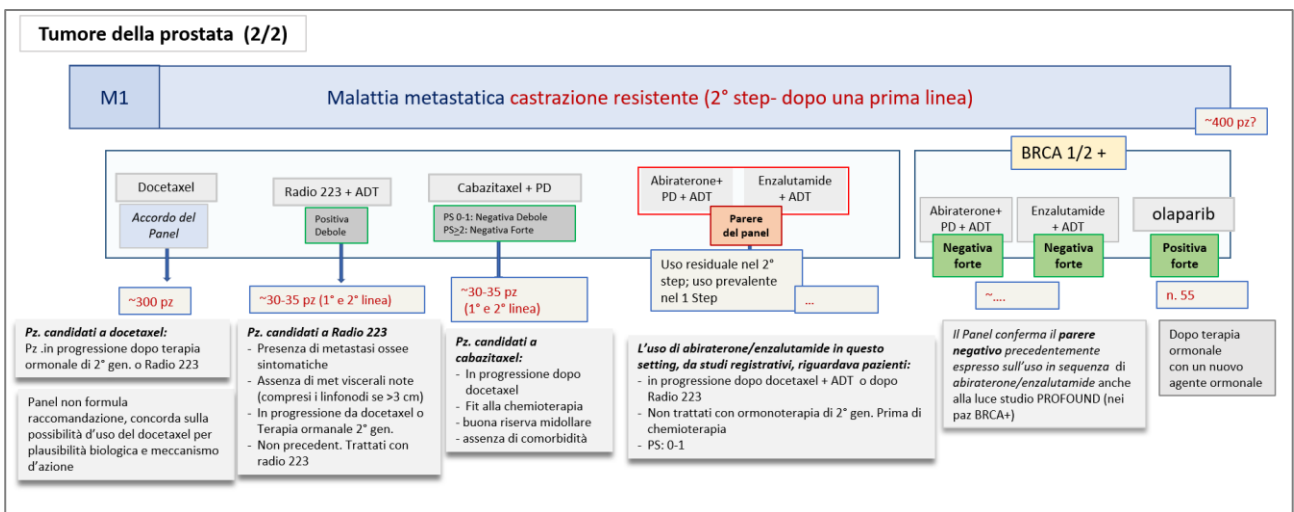 Tumore della prostata (2/2)
M1
Malattia metastatica castrazione resistente (2° step- dopo una prima linea)
~400 pz?
BRCA 1/2 +
Docetaxel
Accordo del
Panel
Radio 223 + ADT
Positiva
Debole
Cabazitaxel + PD
PS 0-1: Negativa Debole
PS≥2: Negativa Forte
Abiraterone+
PD + ADT
Enzalutamide
+ ADT
Parere
del panel
Abiraterone+
PD + ADT
Negativa
forte
Enzalutamide
+ ADT
Negativa
forte
olaparib
Positiva
forte
Uso residuale nel 2°
step; uso prevalente
nel 1 Step
~300 pz
~30-35 pz (1° e 2° linea)
~30-35 pz
(1° e 2° linea)
...
~....
n. 55
Pz. candidati a docetaxel:
Pz .in progressione dopo terapia
ormonale di 2° gen. o Radio 223
Panel non formula
raccomandazione, concorda sulla
possibilità d'uso del docetaxel per
plausibilità biologica e meccanismo
d'azione
Pz. candidati a Radio 223
- Presenza di metastasi ossee
sintomatiche
- Assenza di met viscerali note
(compresi i linfonodi se >3 cm)
- In progressione da docetaxel o
Terapia ormanale 2° gen.
- Non precedent. Trattati con
radio 223
Pz. candidati a
cabazitaxel:
- In progressione dopo
docetaxel
- Fit alla chemioterapia
- buona riserva midollare
- assenza di comorbidità
L'uso di abiraterone/enzalutamide in questo
setting, da studi registrativi, riguardava pazienti:
- in progressione dopo docetaxel + ADT o dopo
Radio 223
- Non trattati con ormonoterapia di 2° gen. Prima di
chemioterapia
- PS: 0-1
Il Panel conferma il parere
negativo precedentemente
espresso sull'uso in sequenza di
abiraterone/enzalutamide anche
alla luce studio PROFOUND (nei
paz BRCA+)
Dopo terapia
ormonale
con un nuovo
agente ormonale